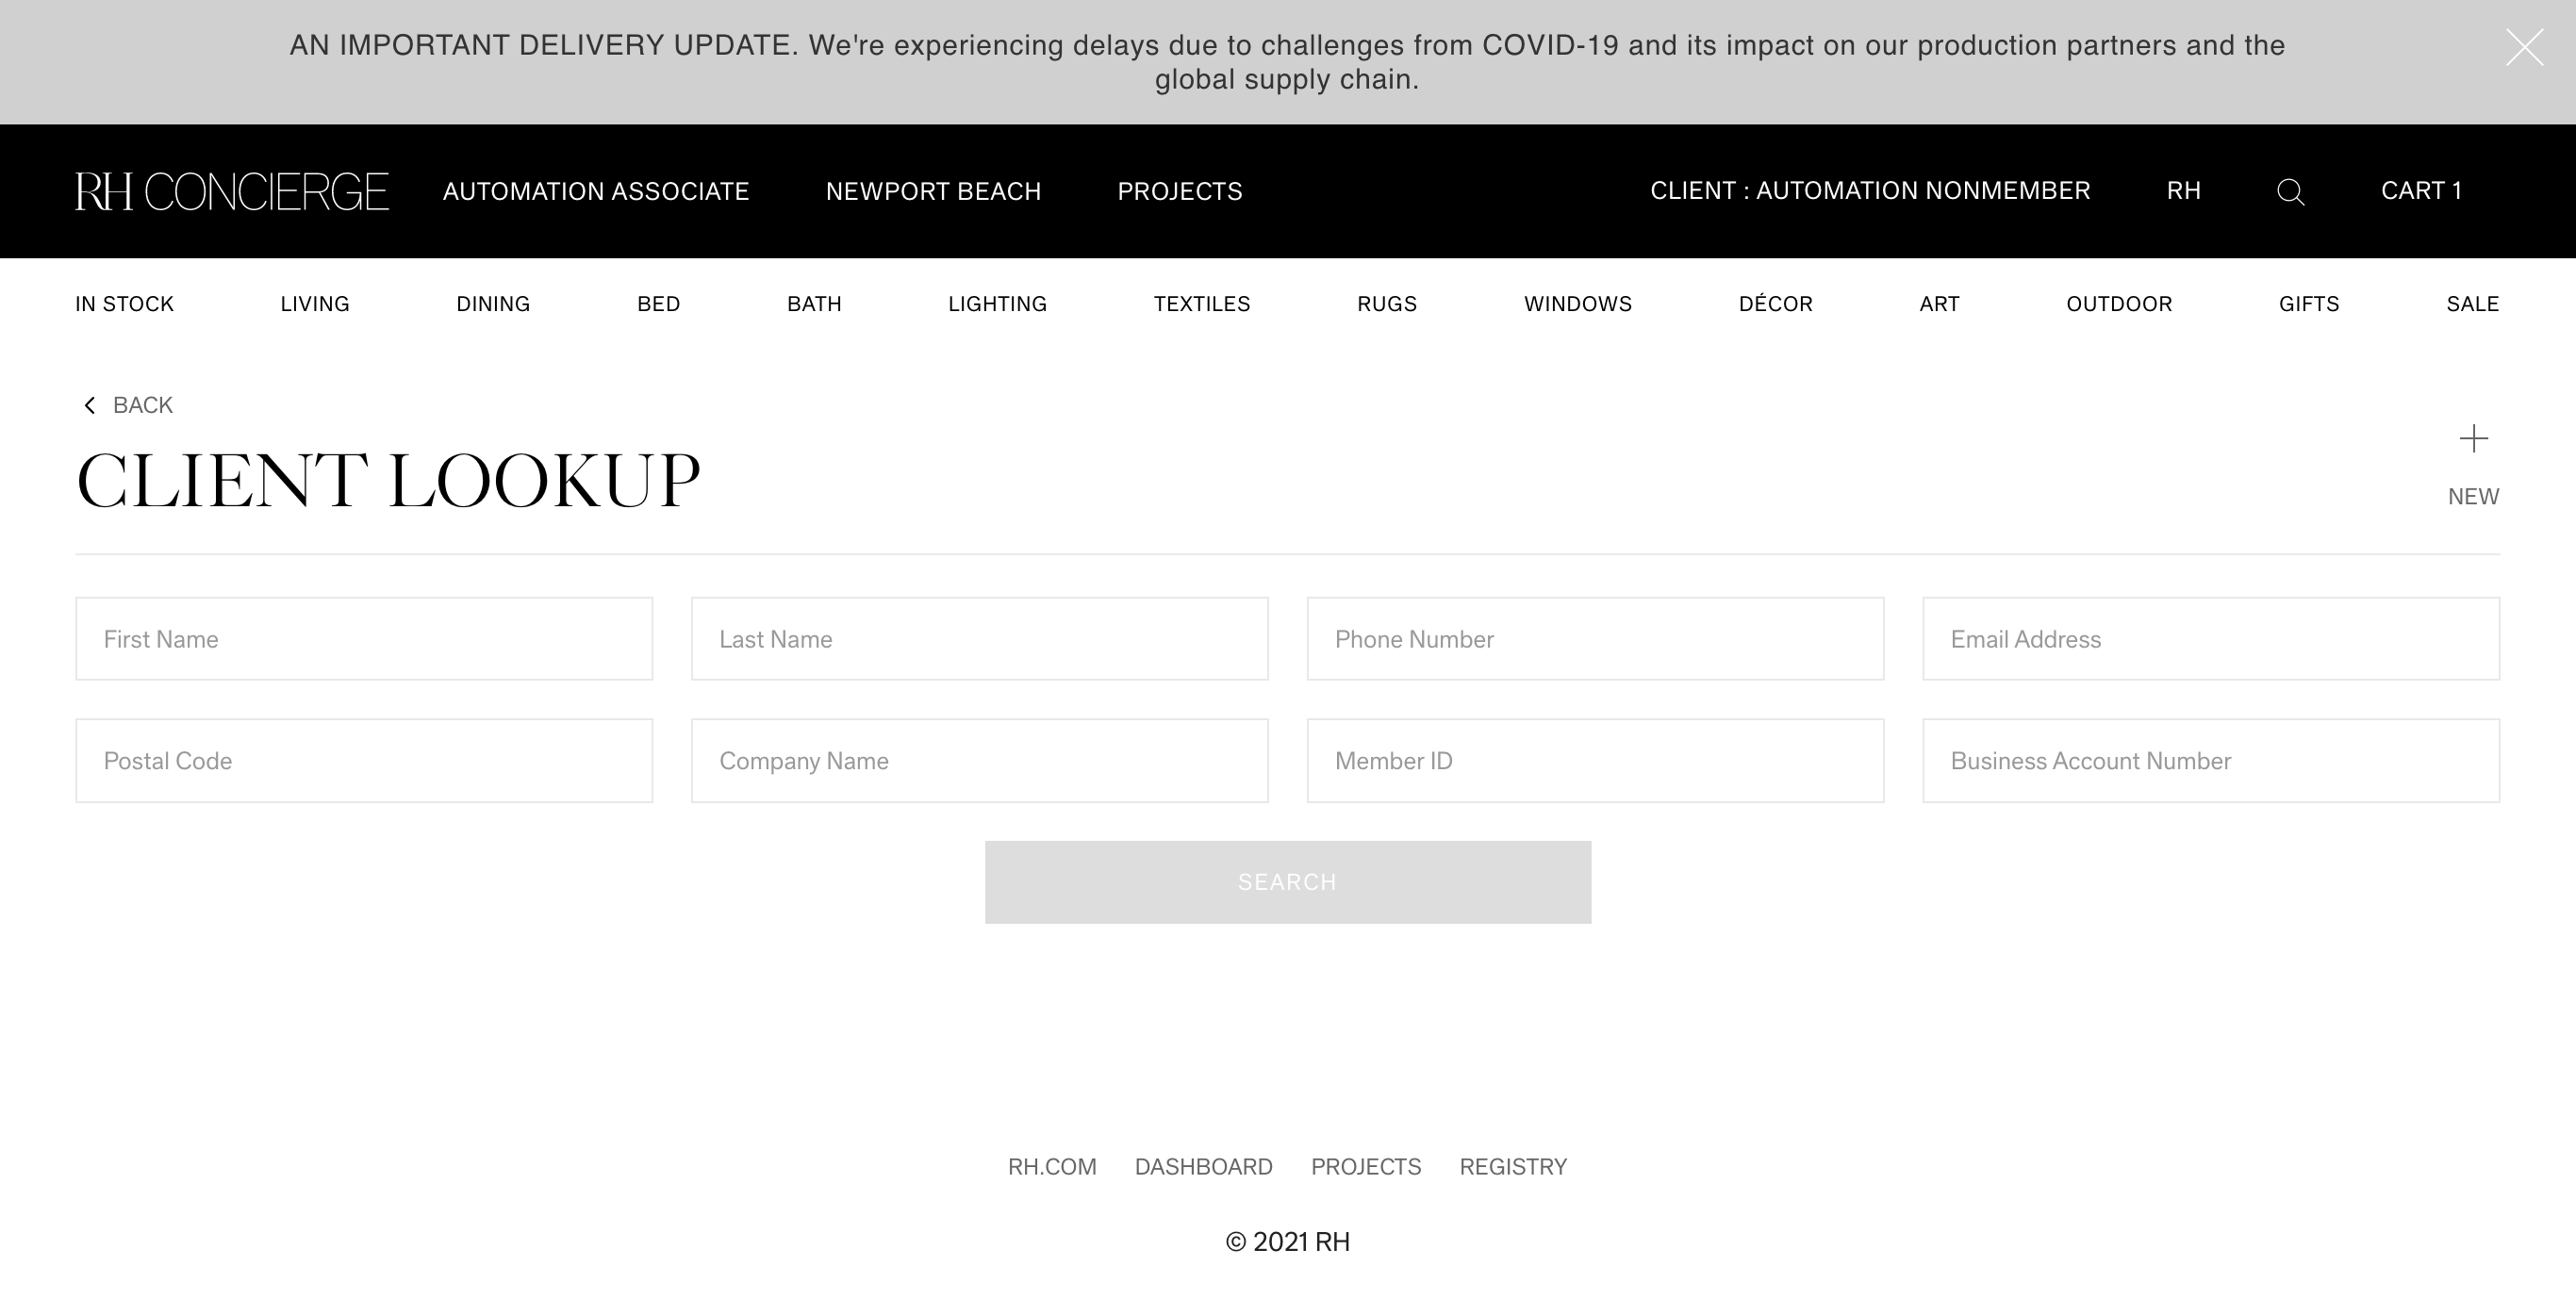 AN IMPORTANT DELIVERY UPDATE. We're experiencing delays due to challenges from COVID-19 and its impact on our production partners and the
global supply chain.
RH CONCIERGE AUTOMATION ASSOCIATE NEWPORT BEACH PROJECTS CLIENT : AUTOMATION NONMEMBER RH CART 1
IN STOCK LIVING DINING BED BATH LIGHTING TEXTILES RUGS WINDOWS DÉCOR ART OUTDOOR GIFTS SALE
BACK
CLIENT LOOKUP
NEW
First Name Last Name Phone Number Email Address
Postal Code Company Name Member ID Business Account Number
SEARCH
RH.COM DASHBOARD PROJECTS REGISTRY
© 2021 RH